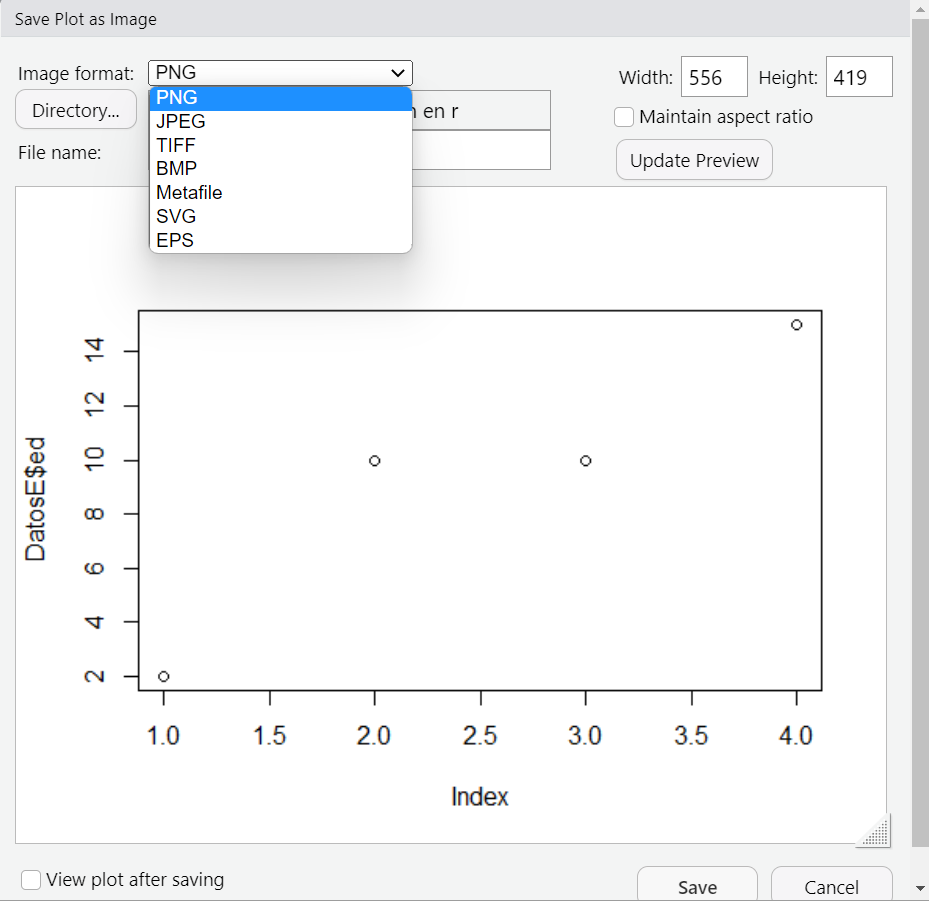 Save Plot as Image
Image format: PNG
Width: 556 Height: 419
PNG
JPEG
TIFF
BMP
Metafile
SVG
EPS
Directory...
en r
Maintain aspect ratio
File name:
Update Preview
DatosE$ed
14
12
10
8
6
4
2
1.0 1.5 2.0 2.5 3.0 3.5 4.0
Index
View plot after saving
Save Cancel